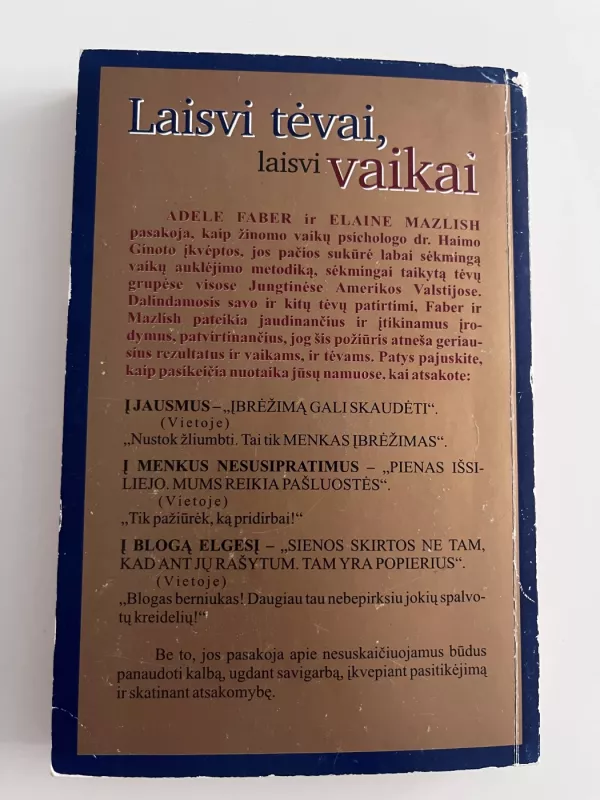 Laisvi tėvai,
laisvi vaikai
ADELE FABER ir ELAINE MAZLISH
pasakoja, kaip žinomo vaikų psichologo dr. Haimo
Ginoto įkvėptos, jos pačios sukūrė labai sėkmingą
vaikų auklėjimo metodiką, sėkmingai taikytą tėvų
grupėse visose Jungtinėse Amerikos Valstijose.
Dalindamosis savo ir kitų tėvų patirtimi, Faber ir
Mazlish pateikia jaudinančius ir įtikinamus įro-
dymus, patvirtinančius, jog šis požiūris atneša geriau-
sius rezultatus ir vaikams, ir tėvams. Patys pajuskite,
kaip pasikeičia nuotaika jūsų namuose, kai atsakote:
Į JAUSMUS – „ĮBRĖŽIMĄ GALI SKAUDĖTI“.
(Vietoje)
„Nustok žliumbti. Tai tik MENKAS ĮBRĖŽIMAS“.
Į MENKUS NESUSIPRATIMUS – „PIENAS IŠSI-
LIEJO. MUMS REIKIA PAŠLUOSTĖS“.
(Vietoje)
„Tik pažiūrėk, ką pridirbai!“
Į BLOGĄ ELGESĮ – „SIENOS SKIRTOS NE TAM,
KAD ANT JŲ RAŠYTUM. TAM YRA POPIERIUS“.
(Vietoje)
„Blogas berniukas! Daugiau tau nebepirksiu jokių spalvo-
tų kreidelių!“
Be to, jos pasakoja apie nesuskaičiuojamus būdus
panaudoti kalbą, ugdant savigarbą, įkvepiant pasitikėjimą
ir skatinant atsakomybę.